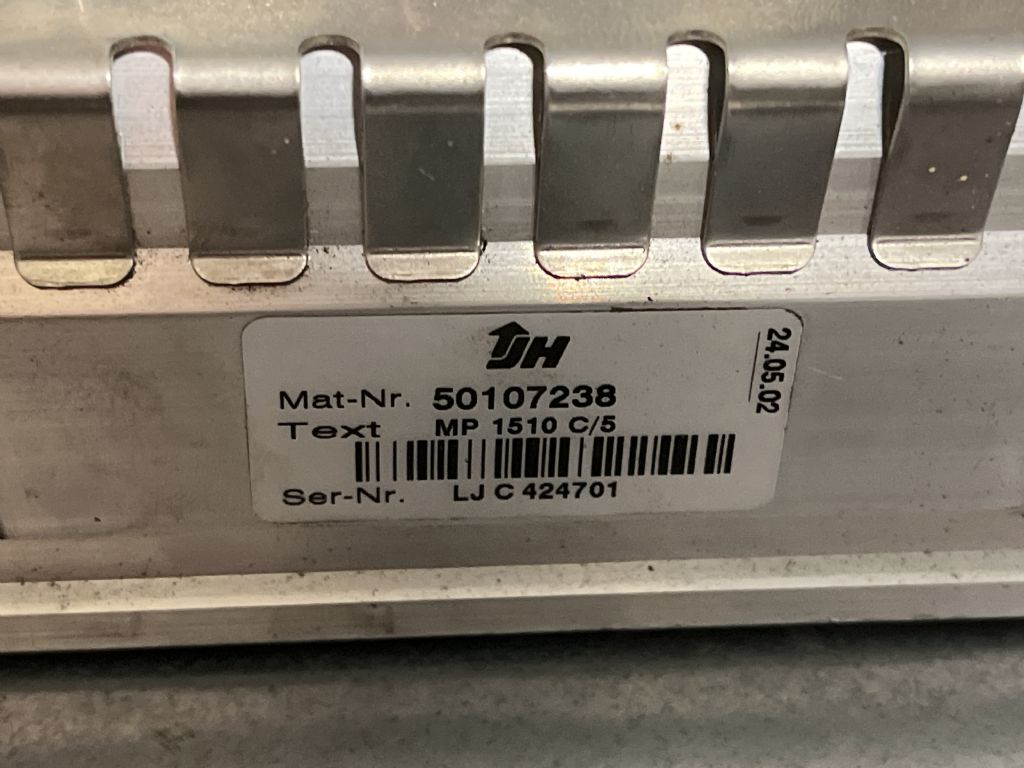 JH
Mat-Nr. 50107238
Text MP 1510 C/5
Ser-Nr. LJ C 424701
24.05.02